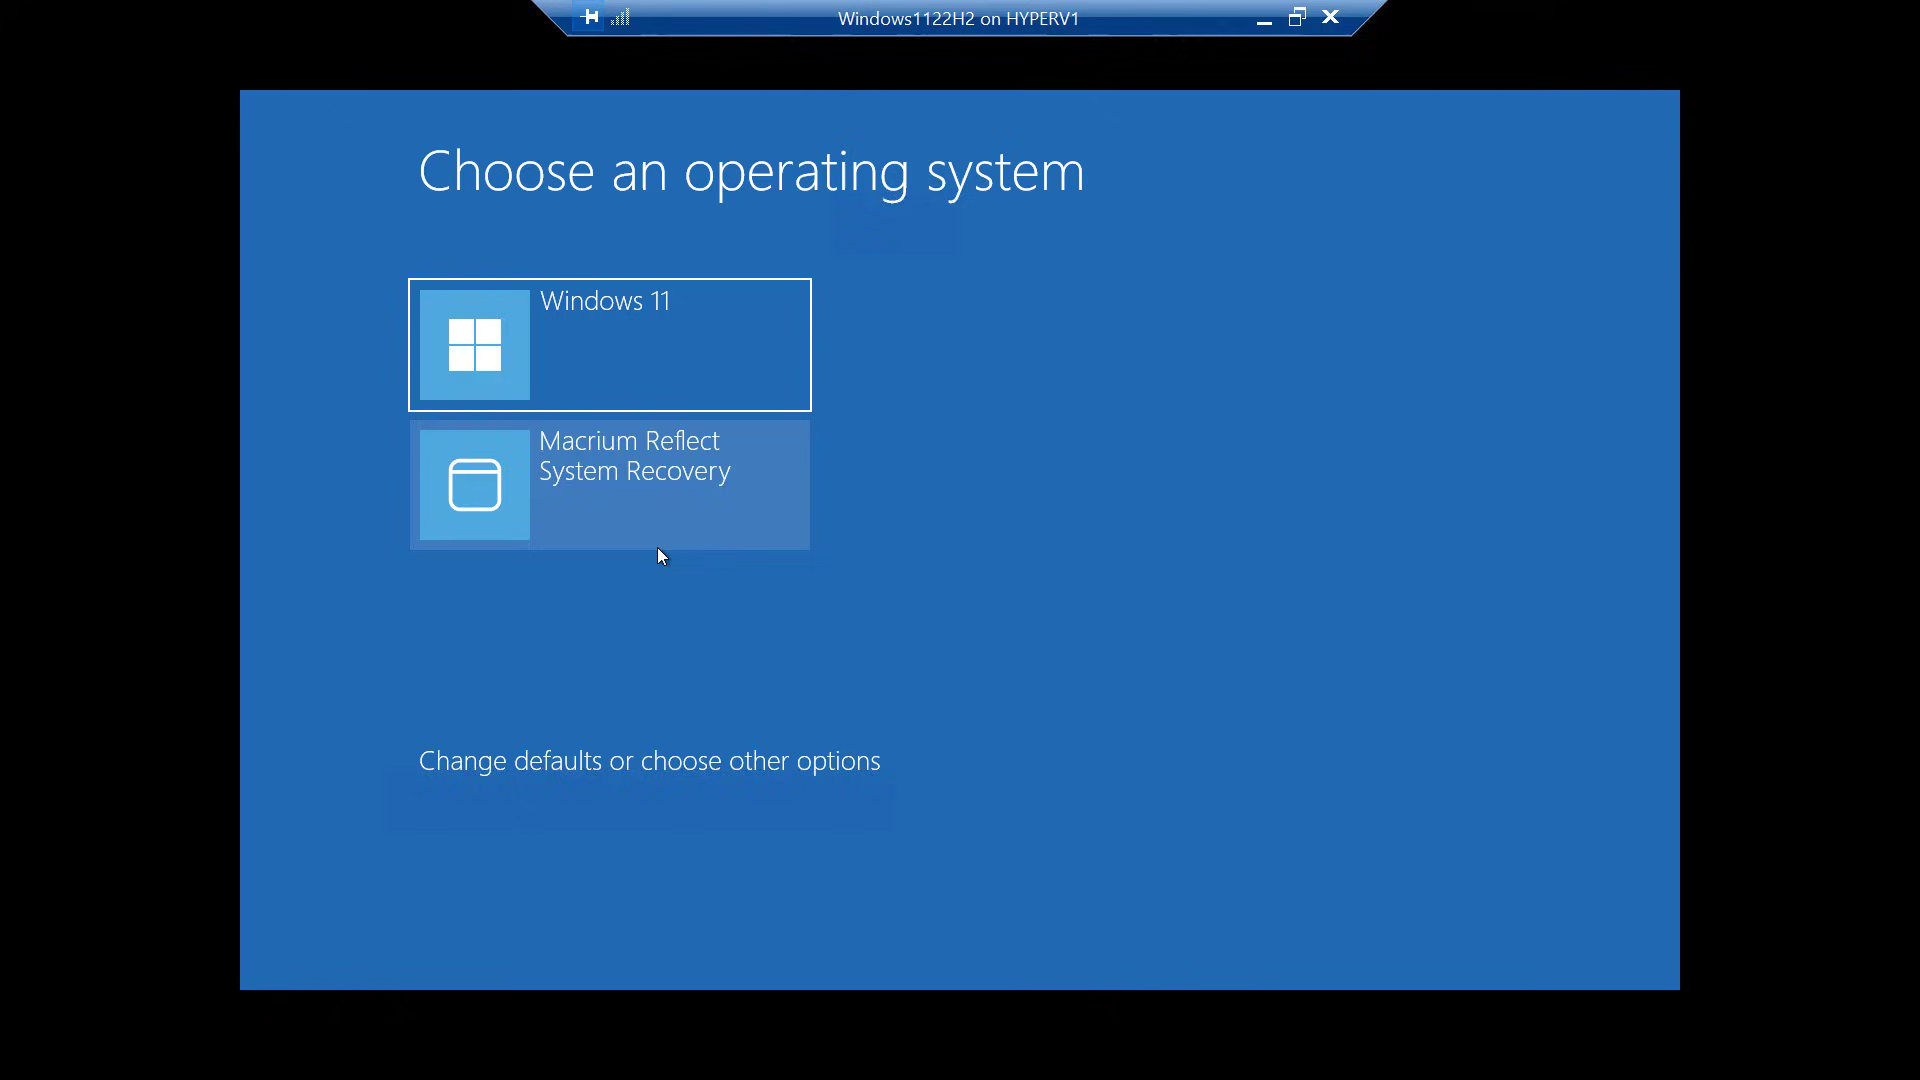 Windows1122H2 on HYPERV1
Choose an operating system
Windows 11
Macrium Reflect
System Recovery
Change defaults or choose other options